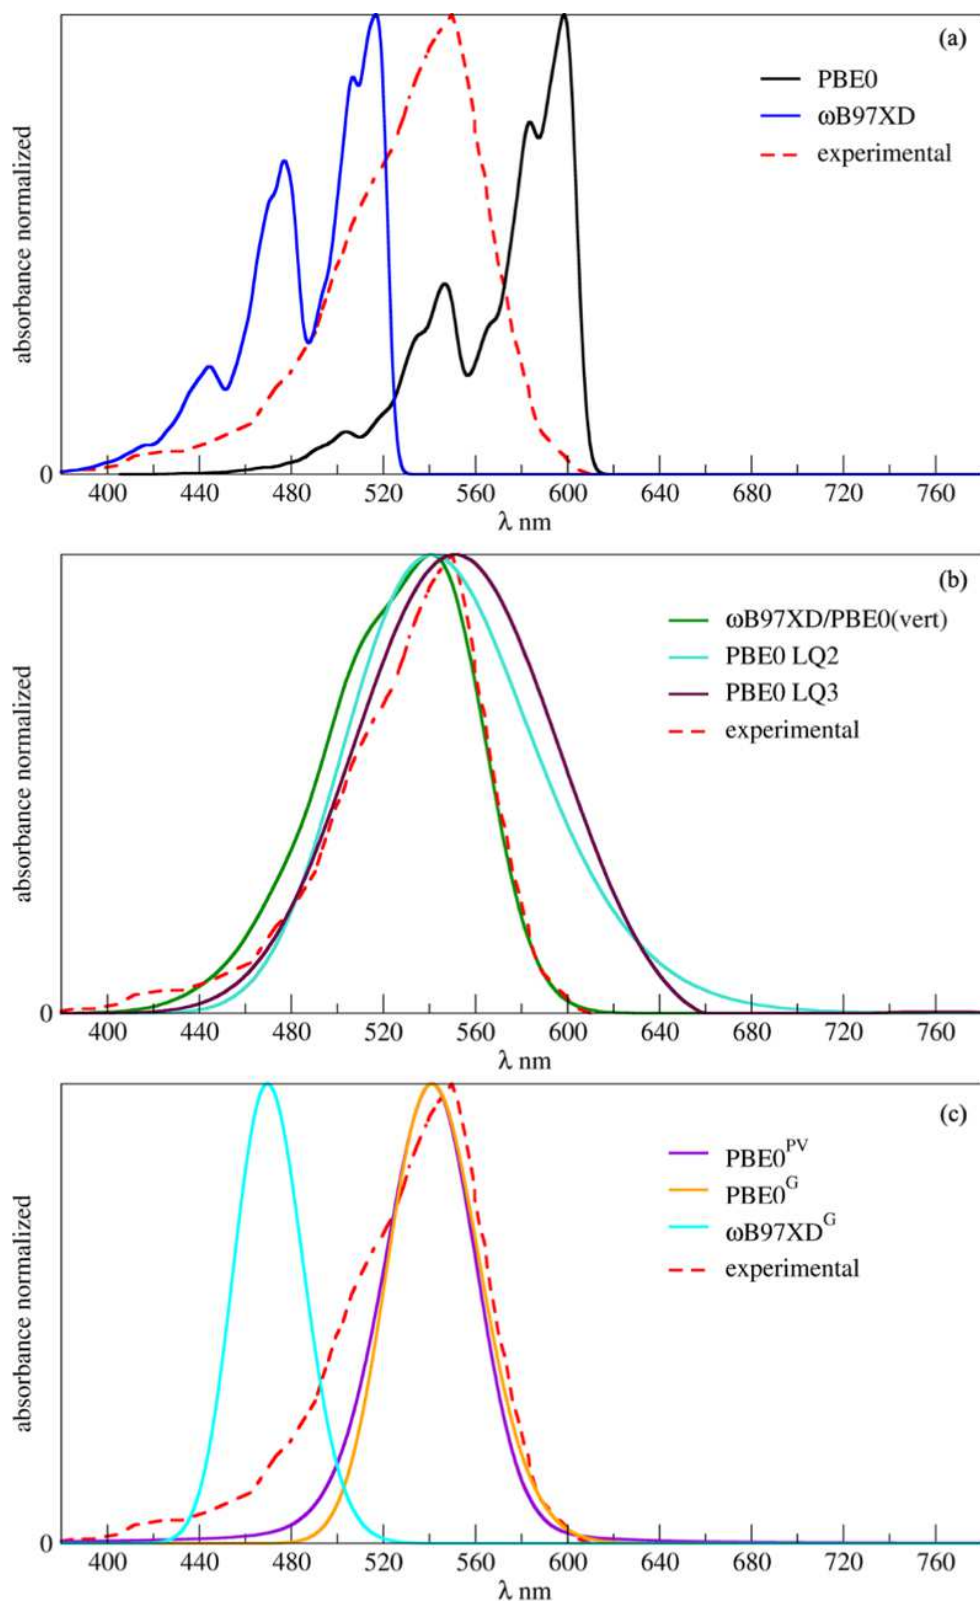 (a)
PBE0
ωB97XD
experimental
absorbance normalized
0
400 440 480 520 560 600 640 680 720 760
λ nm
(b)
ωB97XD/PBE0(vert)
PBE0 LQ2
PBE0 LQ3
experimental
absorbance normalized
0
400 440 480 520 560 600 640 680 720 760
λ nm
(c)
PBE0^PV
PBE0^G
ωB97XD^G
experimental
absorbance normalized
0
400 440 480 520 560 600 640 680 720 760
λ nm